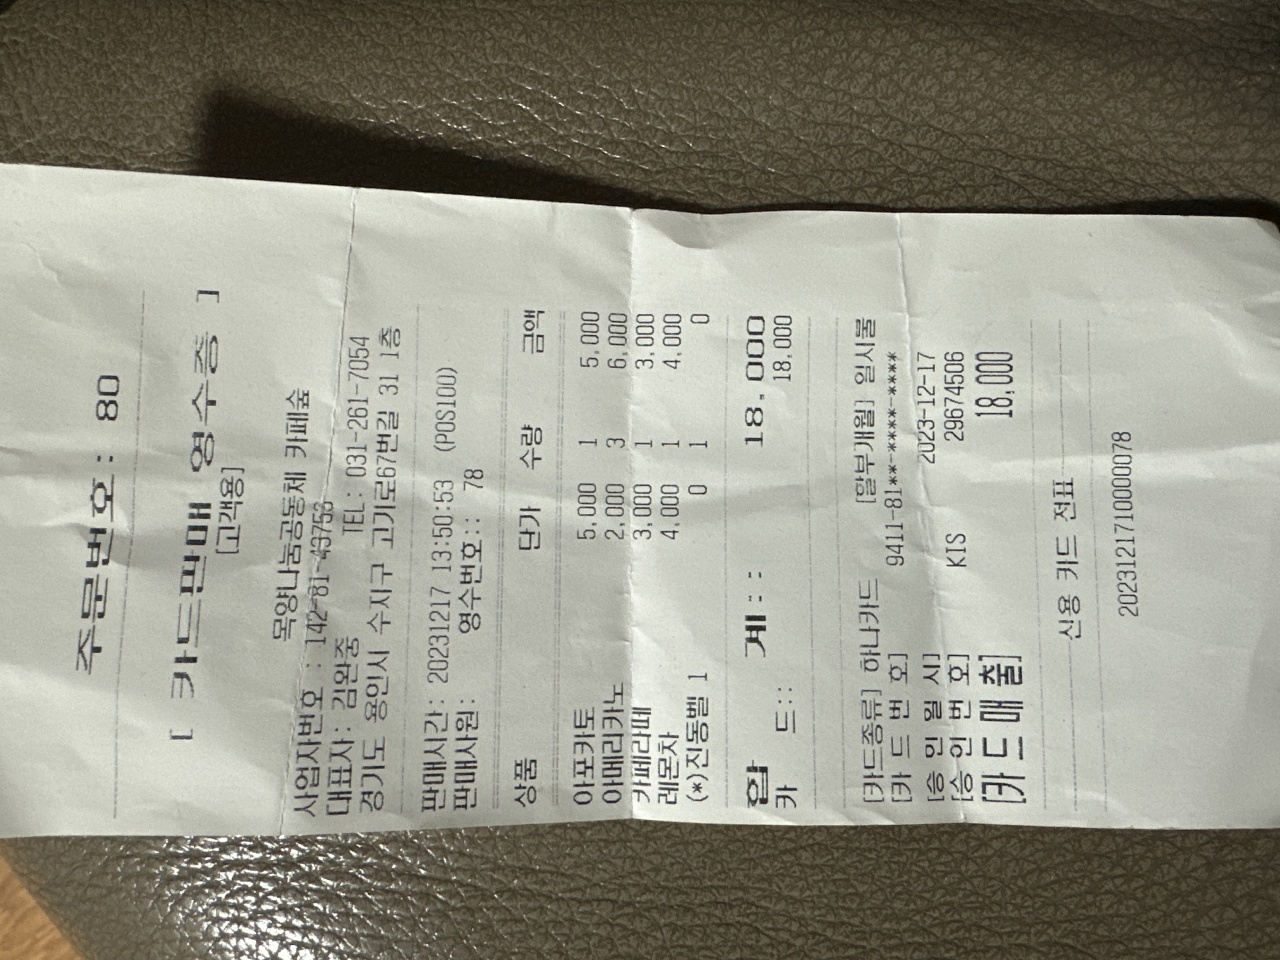 주문번호: 80
[ 카드판매 영수증 ]
[고객용]
목양나눔공동체 카페숲
사업자번호 : 142-81-43753
대표자: 김완중 TEL: 031-261-7054
경기도 용인시 수지구 고기로67번길 31 1층
판매시간: 20231217 13:50:53 (POS100)
판매사원: 영수번호:: 78
상품 단가 수량 금액
아포카토 5,000 1 5,000
아메리카노 2,000 3 6,000
카페라떼 3,000 1 3,000
레몬차 4,000 1 4,000
(*)진동벨 1 0 1 0
합 계:: 18,000
카 드:: 18,000
[카드종류] 하나카드 [할부개월] 일시불
[카 드 번 호] 9411-81**-****-****
[승 인 일 시] 2023-12-17
[승 인 번 호] KIS 29674506
[카 드 매 출] 18,000
신용 카드 전표
2023121710000078